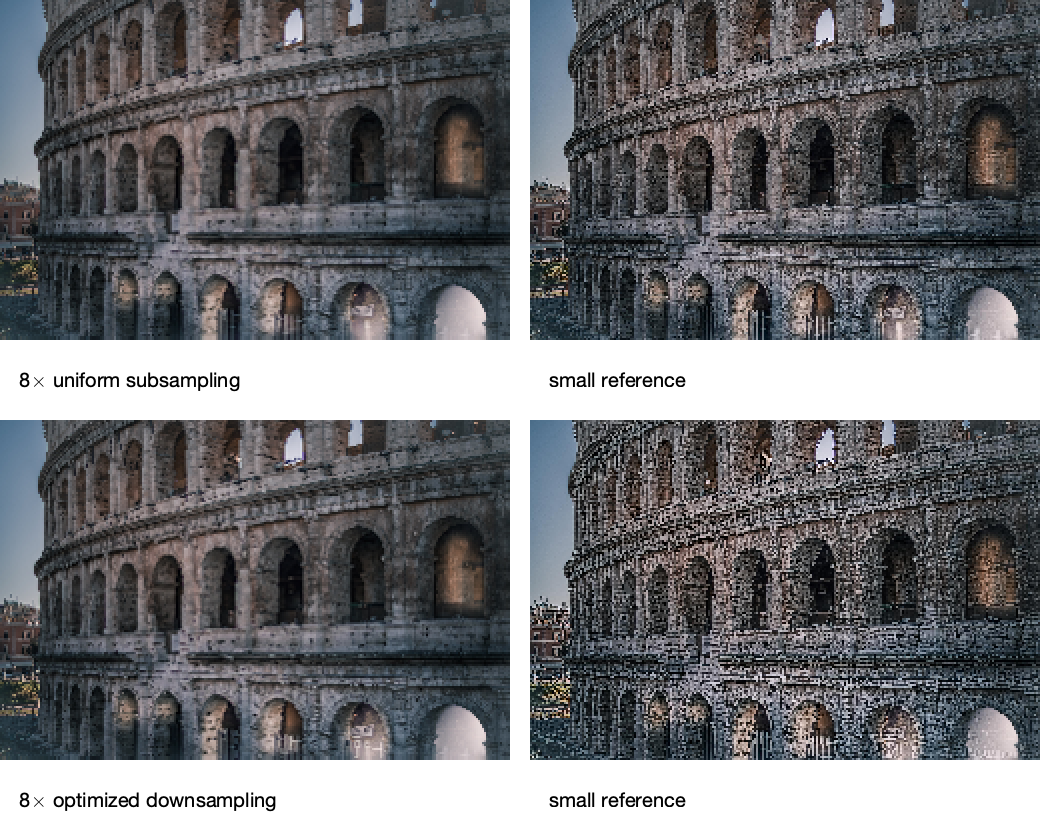 8× uniform subsampling
small reference
8× optimized downsampling
small reference